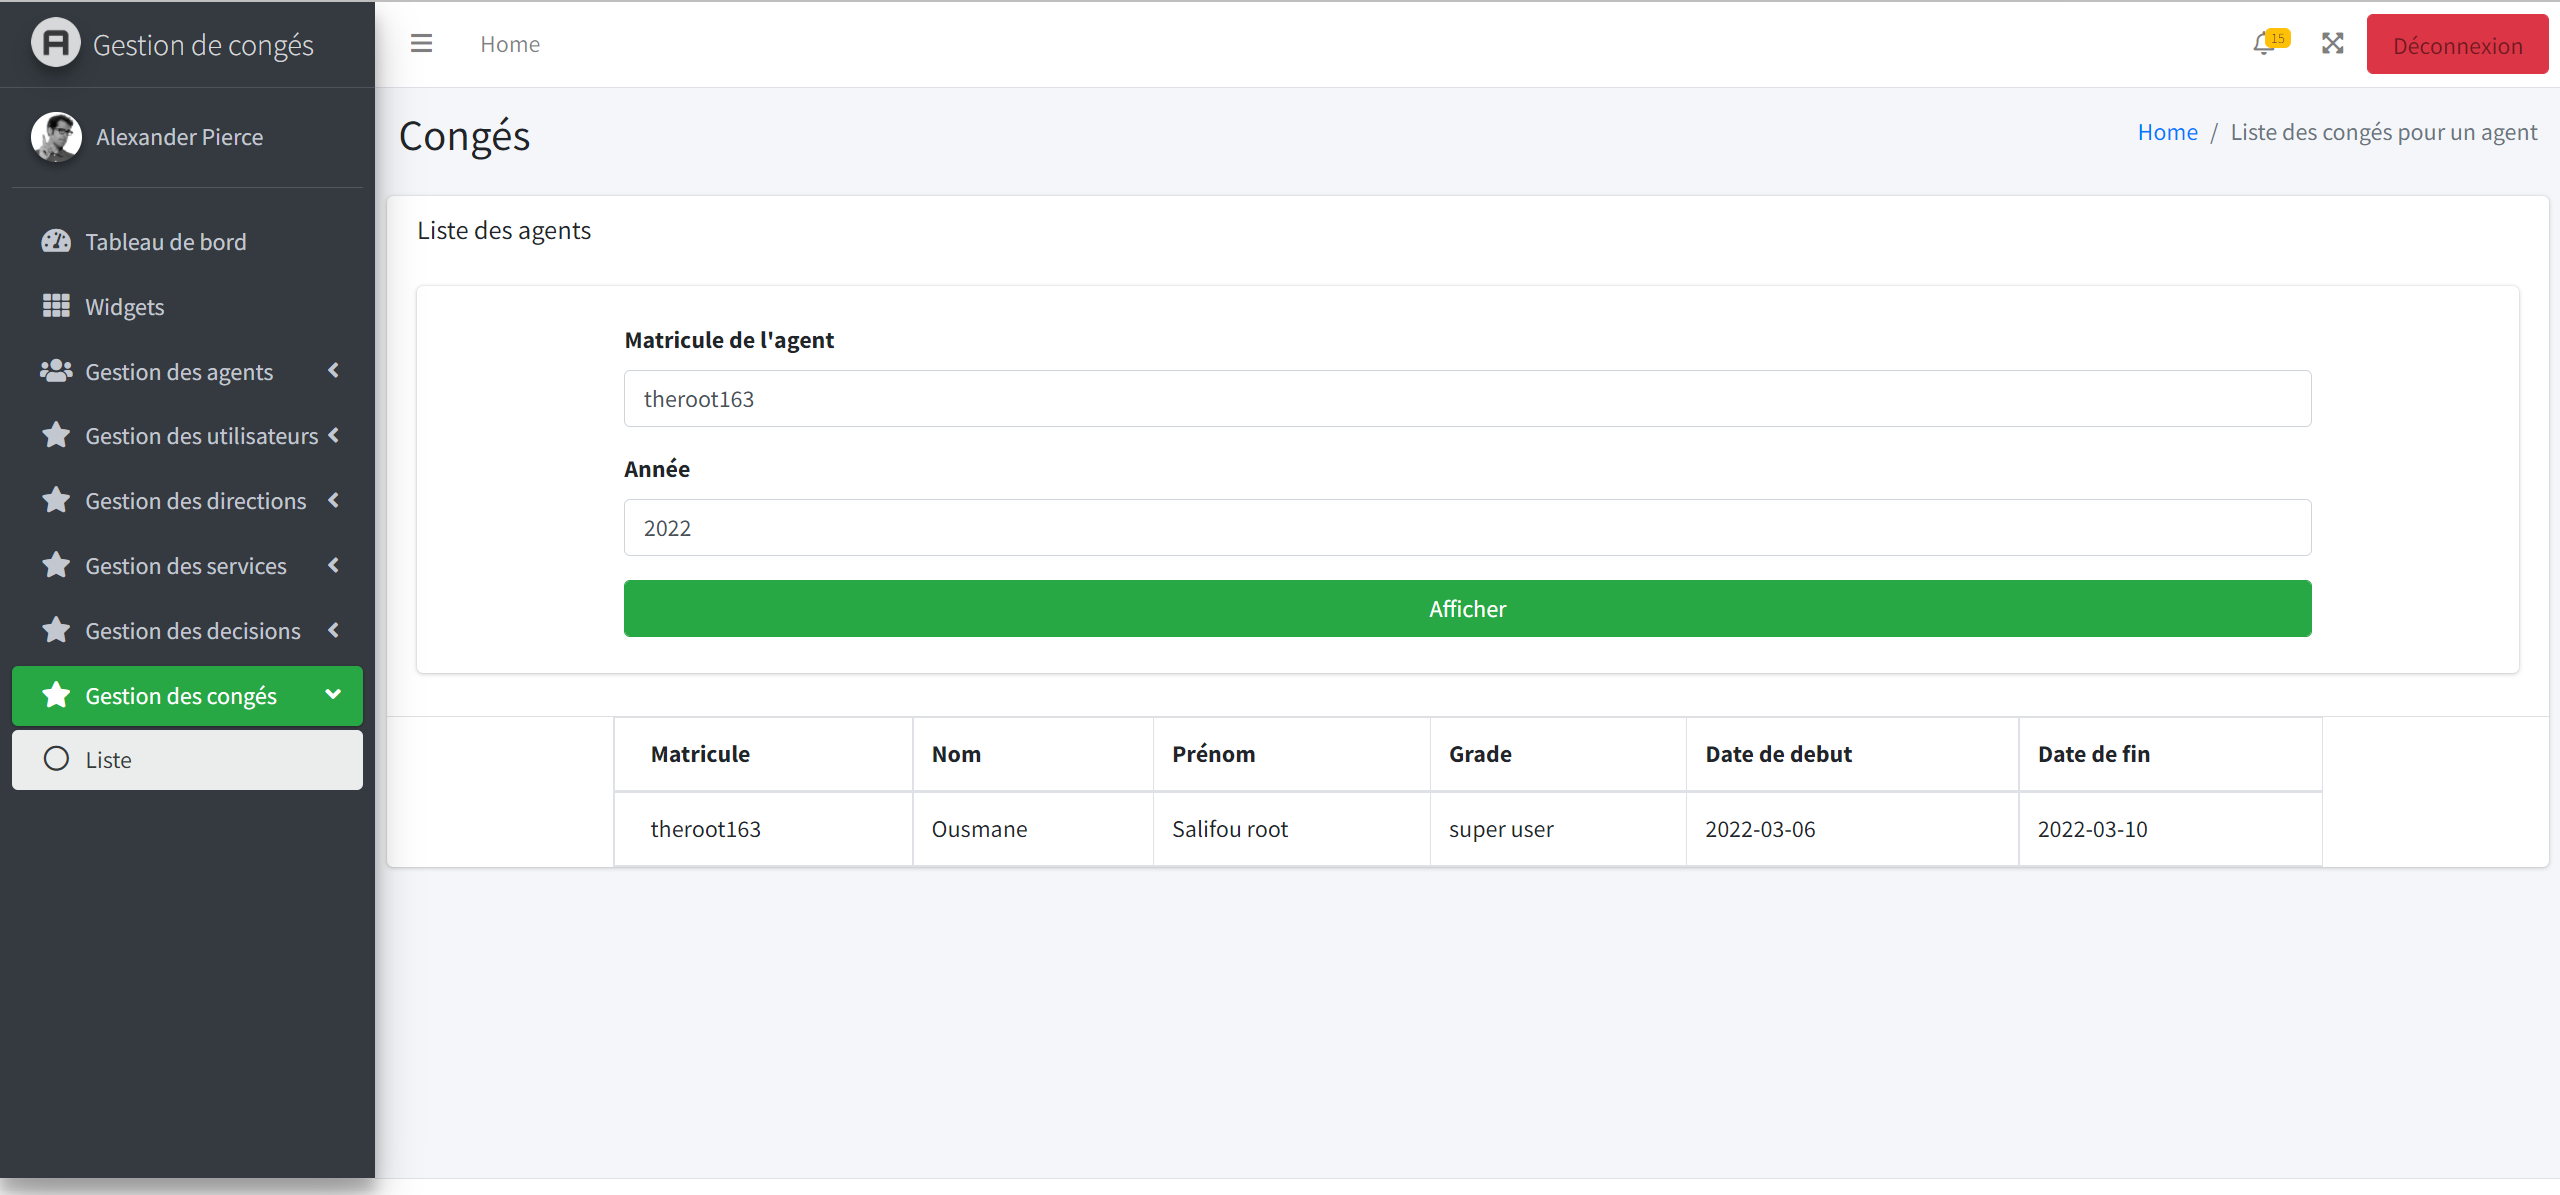 Gestion de congés
Home
15
Déconnexion
Alexander Pierce
Congés
Home / Liste des congés pour un agent
Tableau de bord
Widgets
Gestion des agents
Gestion des utilisateurs
Gestion des directions
Gestion des services
Gestion des decisions
Gestion des congés
Liste
Liste des agents
Matricule de l'agent
theroot163
Année
2022
Afficher
Matricule Nom Prénom Grade Date de debut Date de fin
theroot163 Ousmane Salifou root super user 2022-03-06 2022-03-10